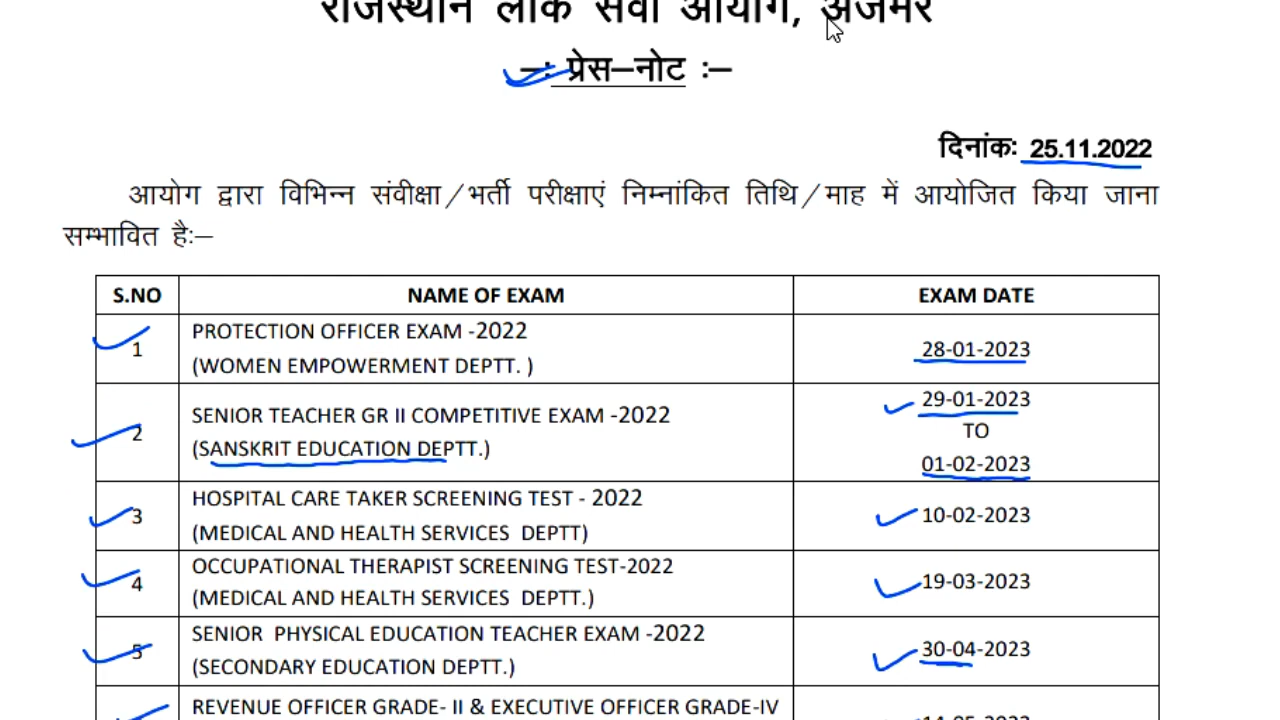 राजस्थान लोक सेवा आयोग, अजमेर
–: प्रेस–नोट :–
दिनांक: 25.11.2022
आयोग द्वारा विभिन्न संवीक्षा/भर्ती परीक्षाएं निम्नांकित तिथि/माह में आयोजित किया जाना
सम्भावित है:–
S.NO NAME OF EXAM EXAM DATE
1 PROTECTION OFFICER EXAM -2022
(WOMEN EMPOWERMENT DEPTT. ) 28-01-2023
2 SENIOR TEACHER GR II COMPETITIVE EXAM -2022
(SANSKRIT EDUCATION DEPTT.) 29-01-2023
TO
01-02-2023
3 HOSPITAL CARE TAKER SCREENING TEST - 2022
(MEDICAL AND HEALTH SERVICES DEPTT) 10-02-2023
4 OCCUPATIONAL THERAPIST SCREENING TEST-2022
(MEDICAL AND HEALTH SERVICES DEPTT.) 19-03-2023
5 SENIOR PHYSICAL EDUCATION TEACHER EXAM -2022
(SECONDARY EDUCATION DEPTT.) 30-04-2023
REVENUE OFFICER GRADE- II & EXECUTIVE OFFICER GRADE-IV